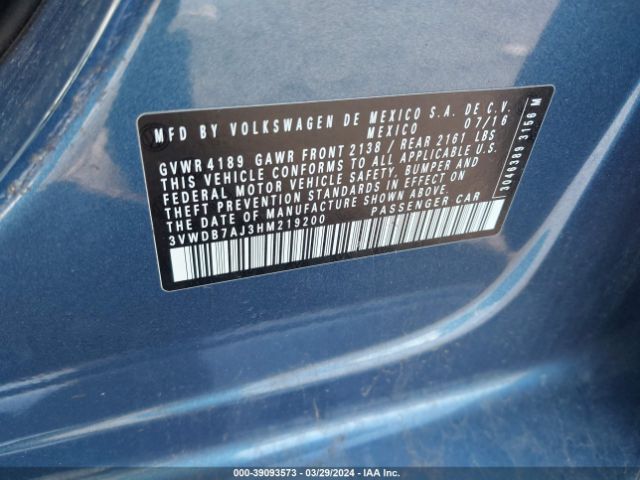 MFD BY VOLKSWAGEN DE MEXICO S.A. DE C.V.
MEXICO 07/16
GVWR 4189 GAWR FRONT 2138 / REAR 2161 LBS
THIS VEHICLE CONFORMS TO ALL APPLICABLE U.S.
FEDERAL MOTOR VEHICLE SAFETY, BUMPER, AND
THEFT PREVENTION STANDARDS IN EFFECT ON
THE DATE OF MANUFACTURE SHOWN ABOVE.
3VWDB7AJ3HM219200 PASSENGER CAR
3046389 3156 M
000-39093573 | 03/29/2024 | IAA Inc.